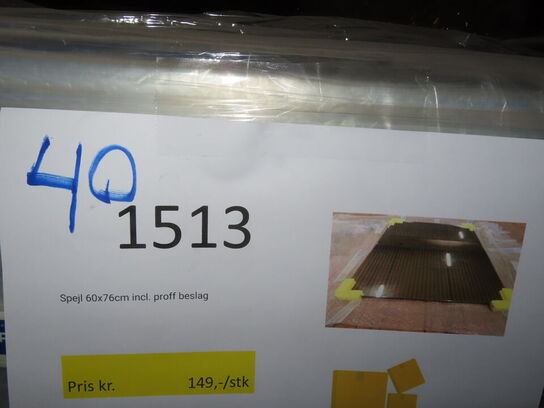 40
1513
Spejl 60x76cm incl. proff beslag
Pris kr. 149,-/stk